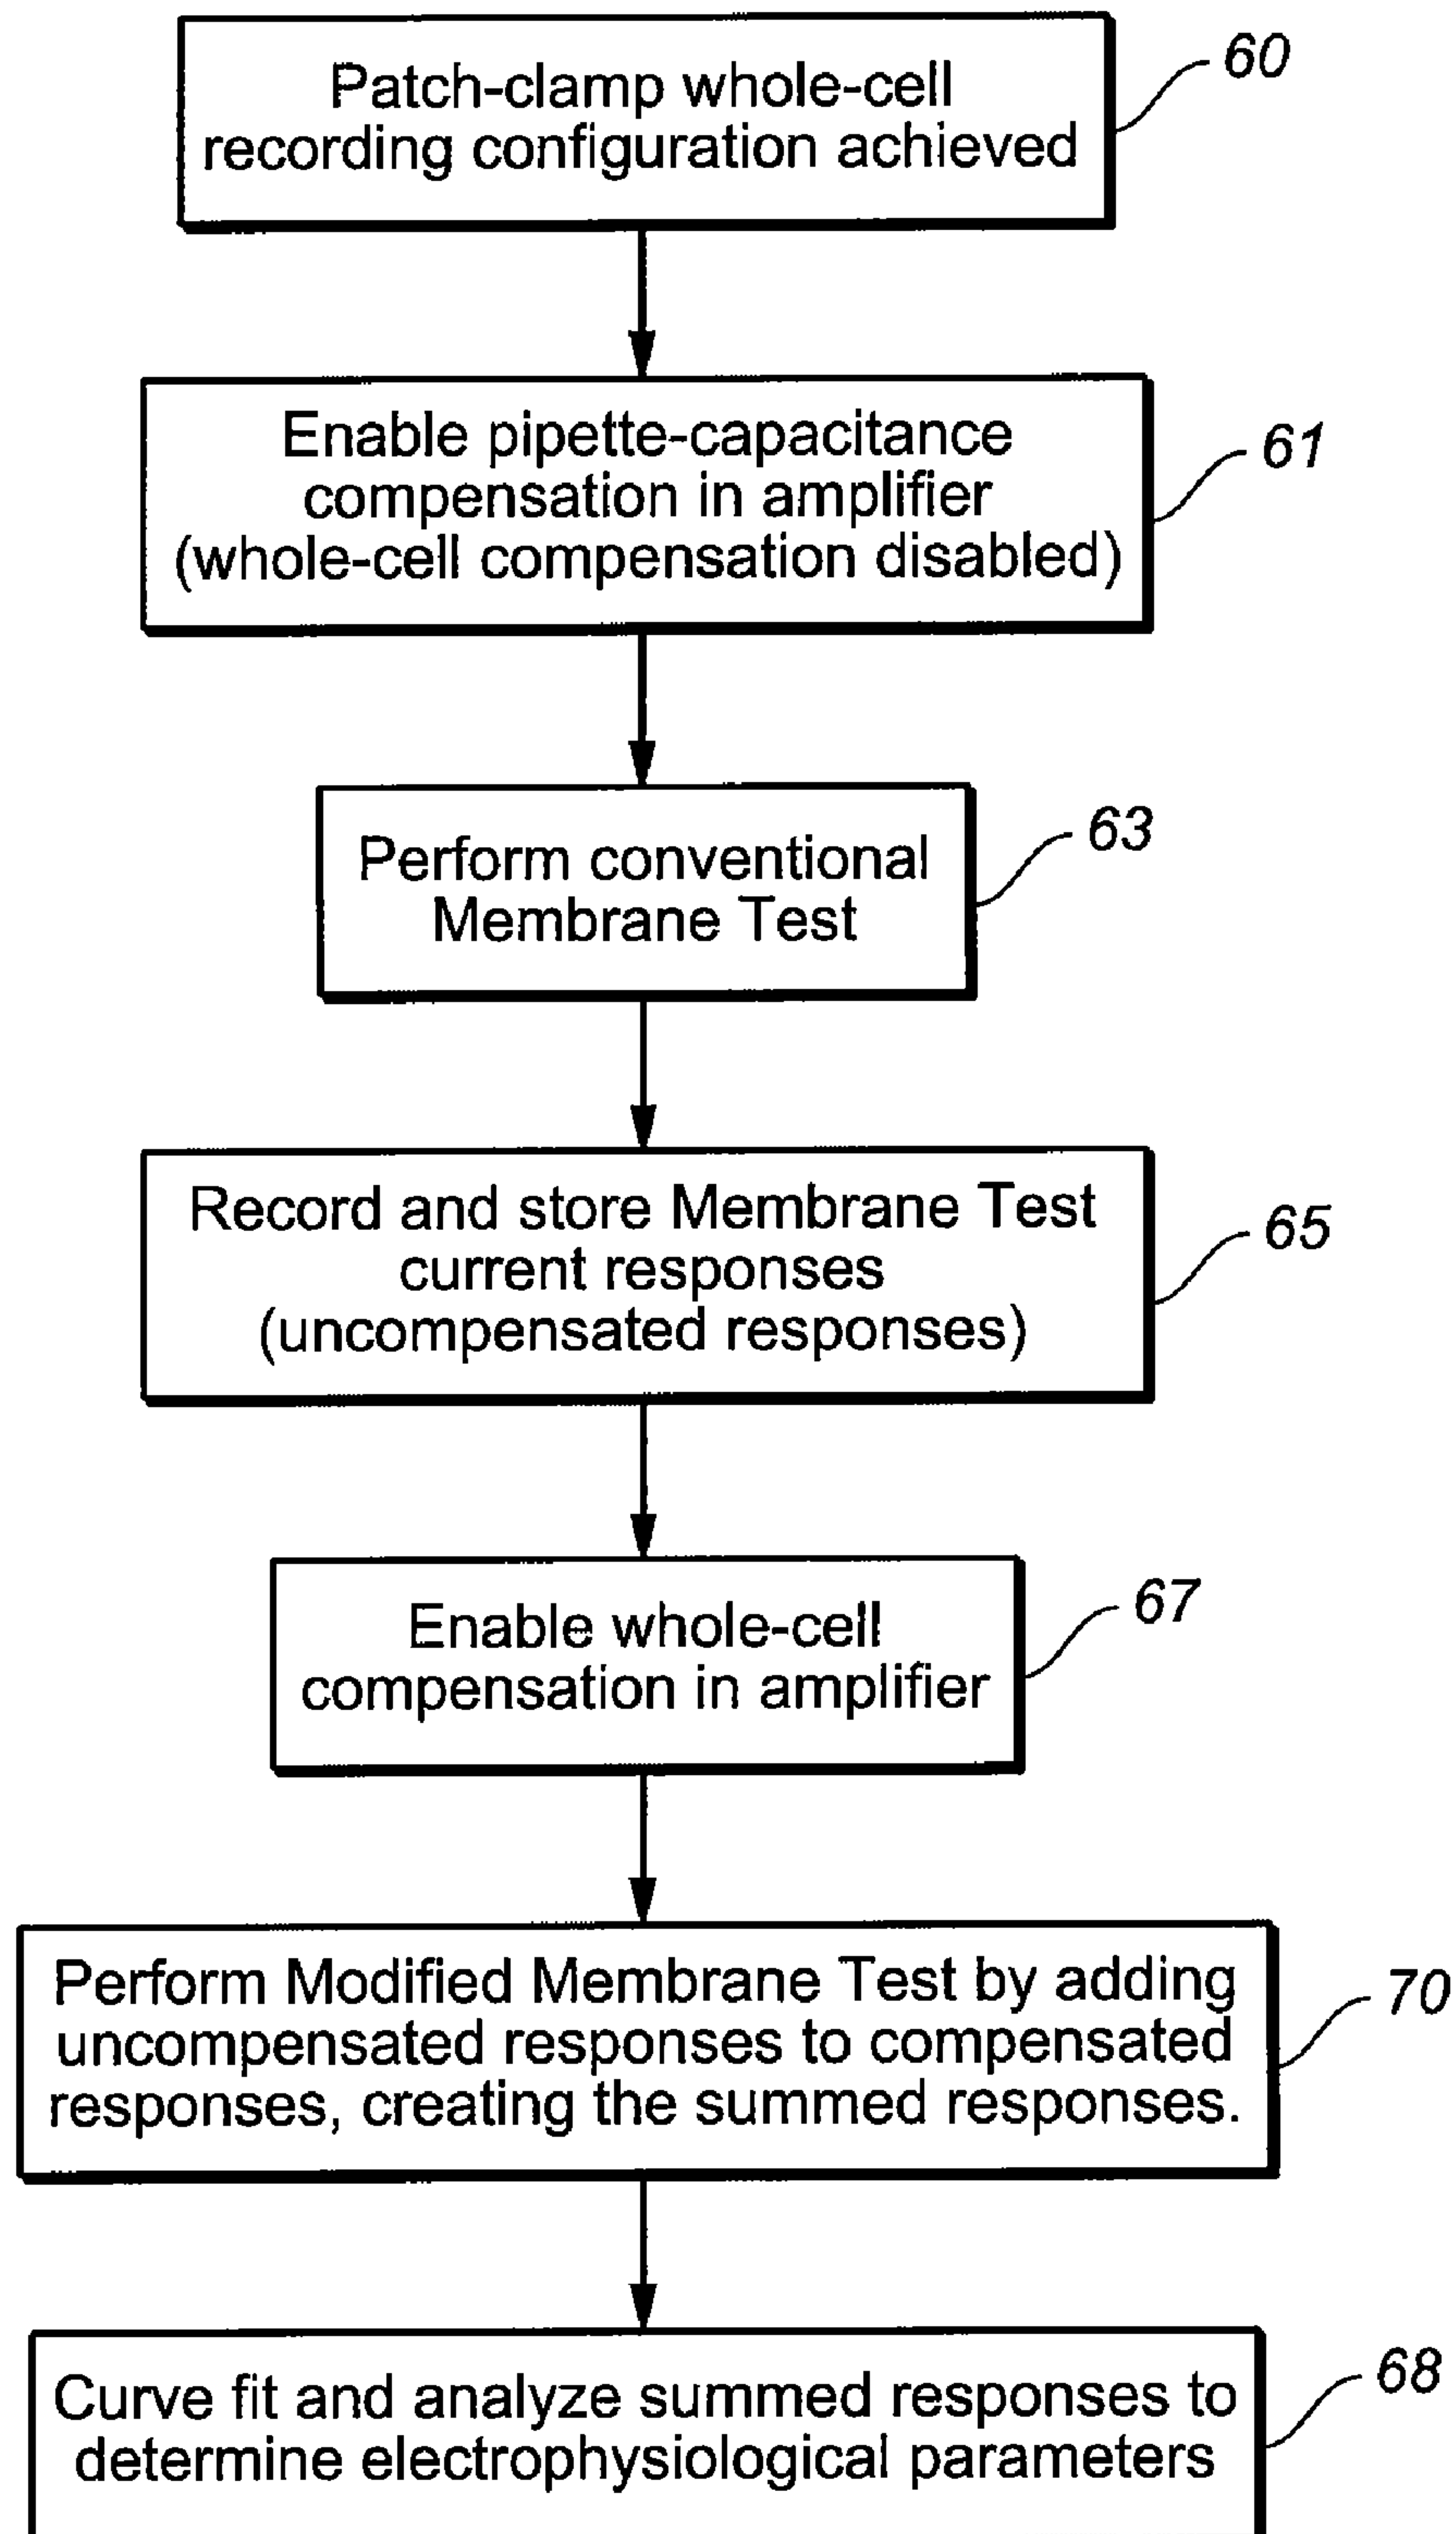 Patch-clamp whole-cell
recording configuration achieved
60
Enable pipette-capacitance
compensation in amplifier
(whole-cell compensation disabled)
61
Perform conventional
Membrane Test
63
Record and store Membrane Test
current responses
(uncompensated responses)
65
Enable whole-cell
compensation in amplifier
67
Perform Modified Membrane Test by adding
uncompensated responses to compensated
responses, creating the summed responses.
70
Curve fit and analyze summed responses to
determine electrophysiological parameters
68